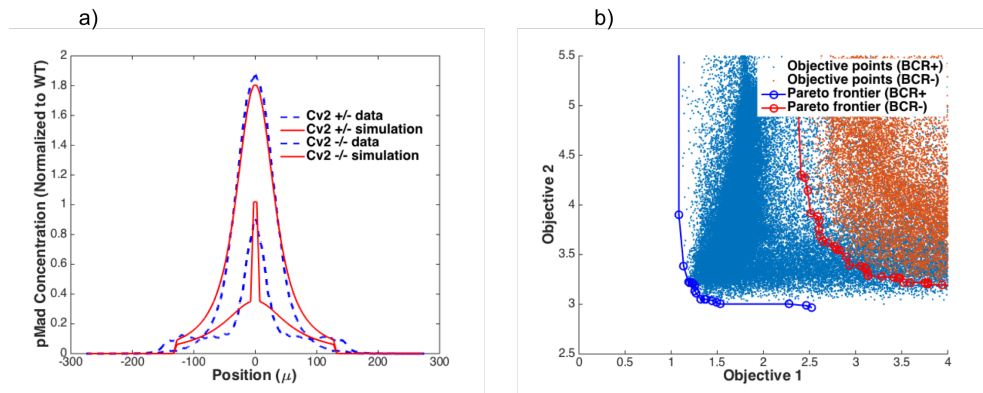 a)
2
1.8
1.6
1.4
1.2
1
0.8
0.6
0.4
0.2
0
-300
-200
-100
0
100
200
300
pMad Concentration (Normalized to WT)
Position (μ)
Cv2 +/- data
Cv2 +/- simulation
Cv2 -/- data
Cv2 -/- simulation
b)
5.5
5
4.5
4
3.5
3
2.5
0
0.5
1
1.5
2
2.5
3
3.5
4
Objective 2
Objective 1
Objective points (BCR+)
Objective points (BCR-)
Pareto frontier (BCR+
Pareto frontier (BCR-)